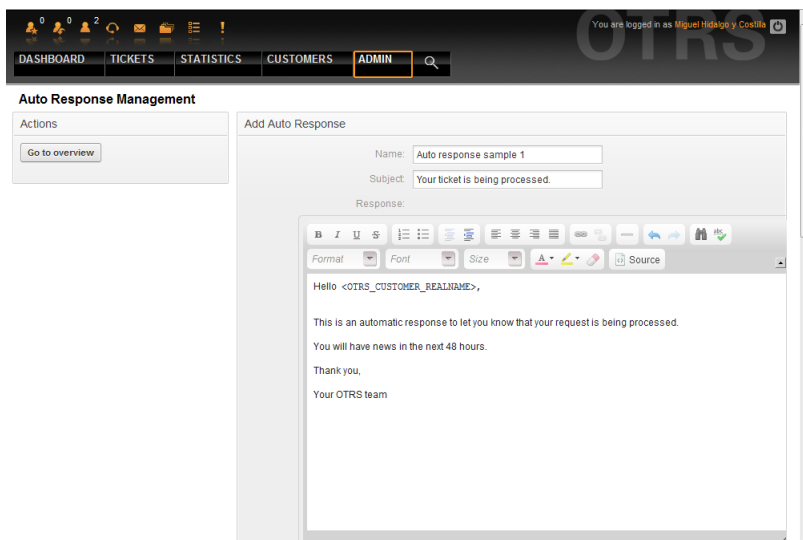 0 0 2
You are logged in as Miguel Hidalgo y Costilla
OTRS
DASHBOARD TICKETS STATISTICS CUSTOMERS ADMIN
Auto Response Management
Actions
Go to overview
Add Auto Response
Name: Auto response sample 1
Subject: Your ticket is being processed.
Response:
B I U S abc
Format Font Size A Source
Hello <OTRS_CUSTOMER_REALNAME>,
This is an automatic response to let you know that your request is being processed.
You will have news in the next 48 hours.
Thank you,
Your OTRS team